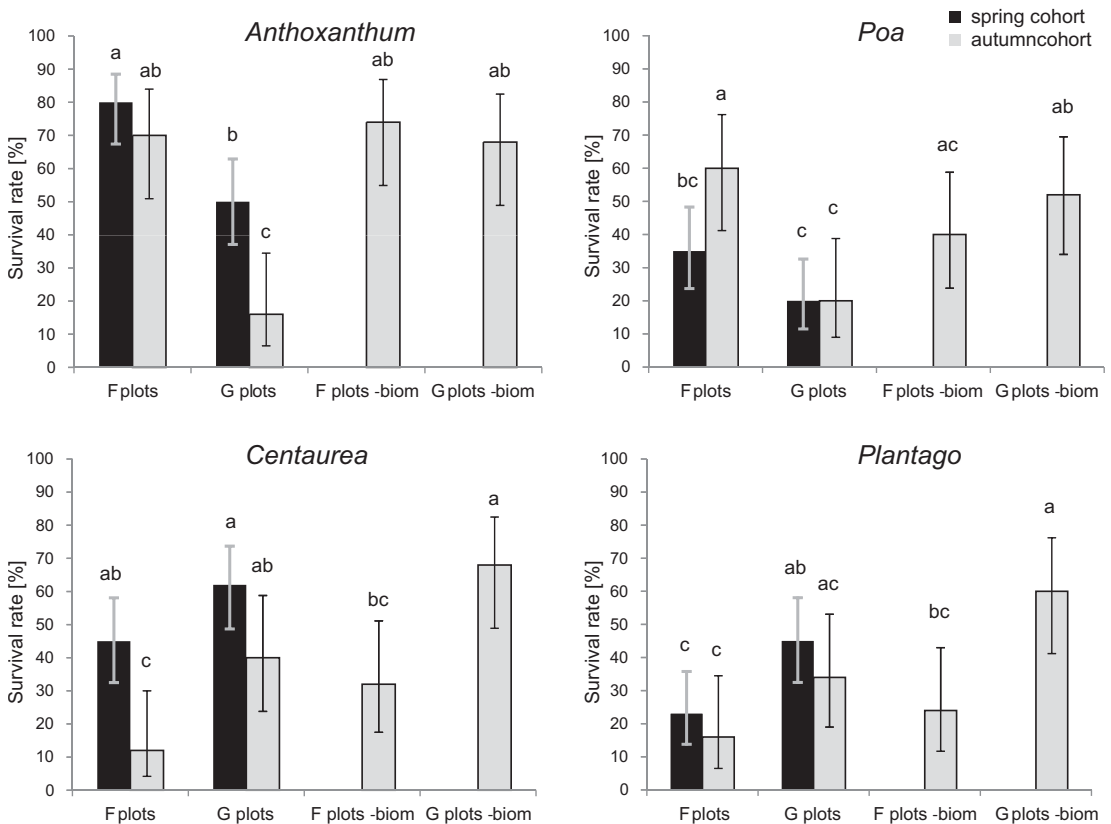 spring cohort
autumncohort
Anthoxanthum
Survival rate [%]
100
90
80
70
60
50
40
30
20
10
0
a
ab
b
c
ab
ab
F plots
G plots
F plots -biom
G plots -biom
Poa
Survival rate [%]
100
90
80
70
60
50
40
30
20
10
0
bc
a
c
c
ac
ab
F plots
G plots
F plots -biom
G plots -biom
Centaurea
Survival rate [%]
100
90
80
70
60
50
40
30
20
10
0
ab
c
a
ab
bc
a
F plots
G plots
F plots -biom
G plots -biom
Plantago
Survival rate [%]
100
90
80
70
60
50
40
30
20
10
0
c
c
ab
ac
bc
a
F plots
G plots
F plots -biom
G plots -biom